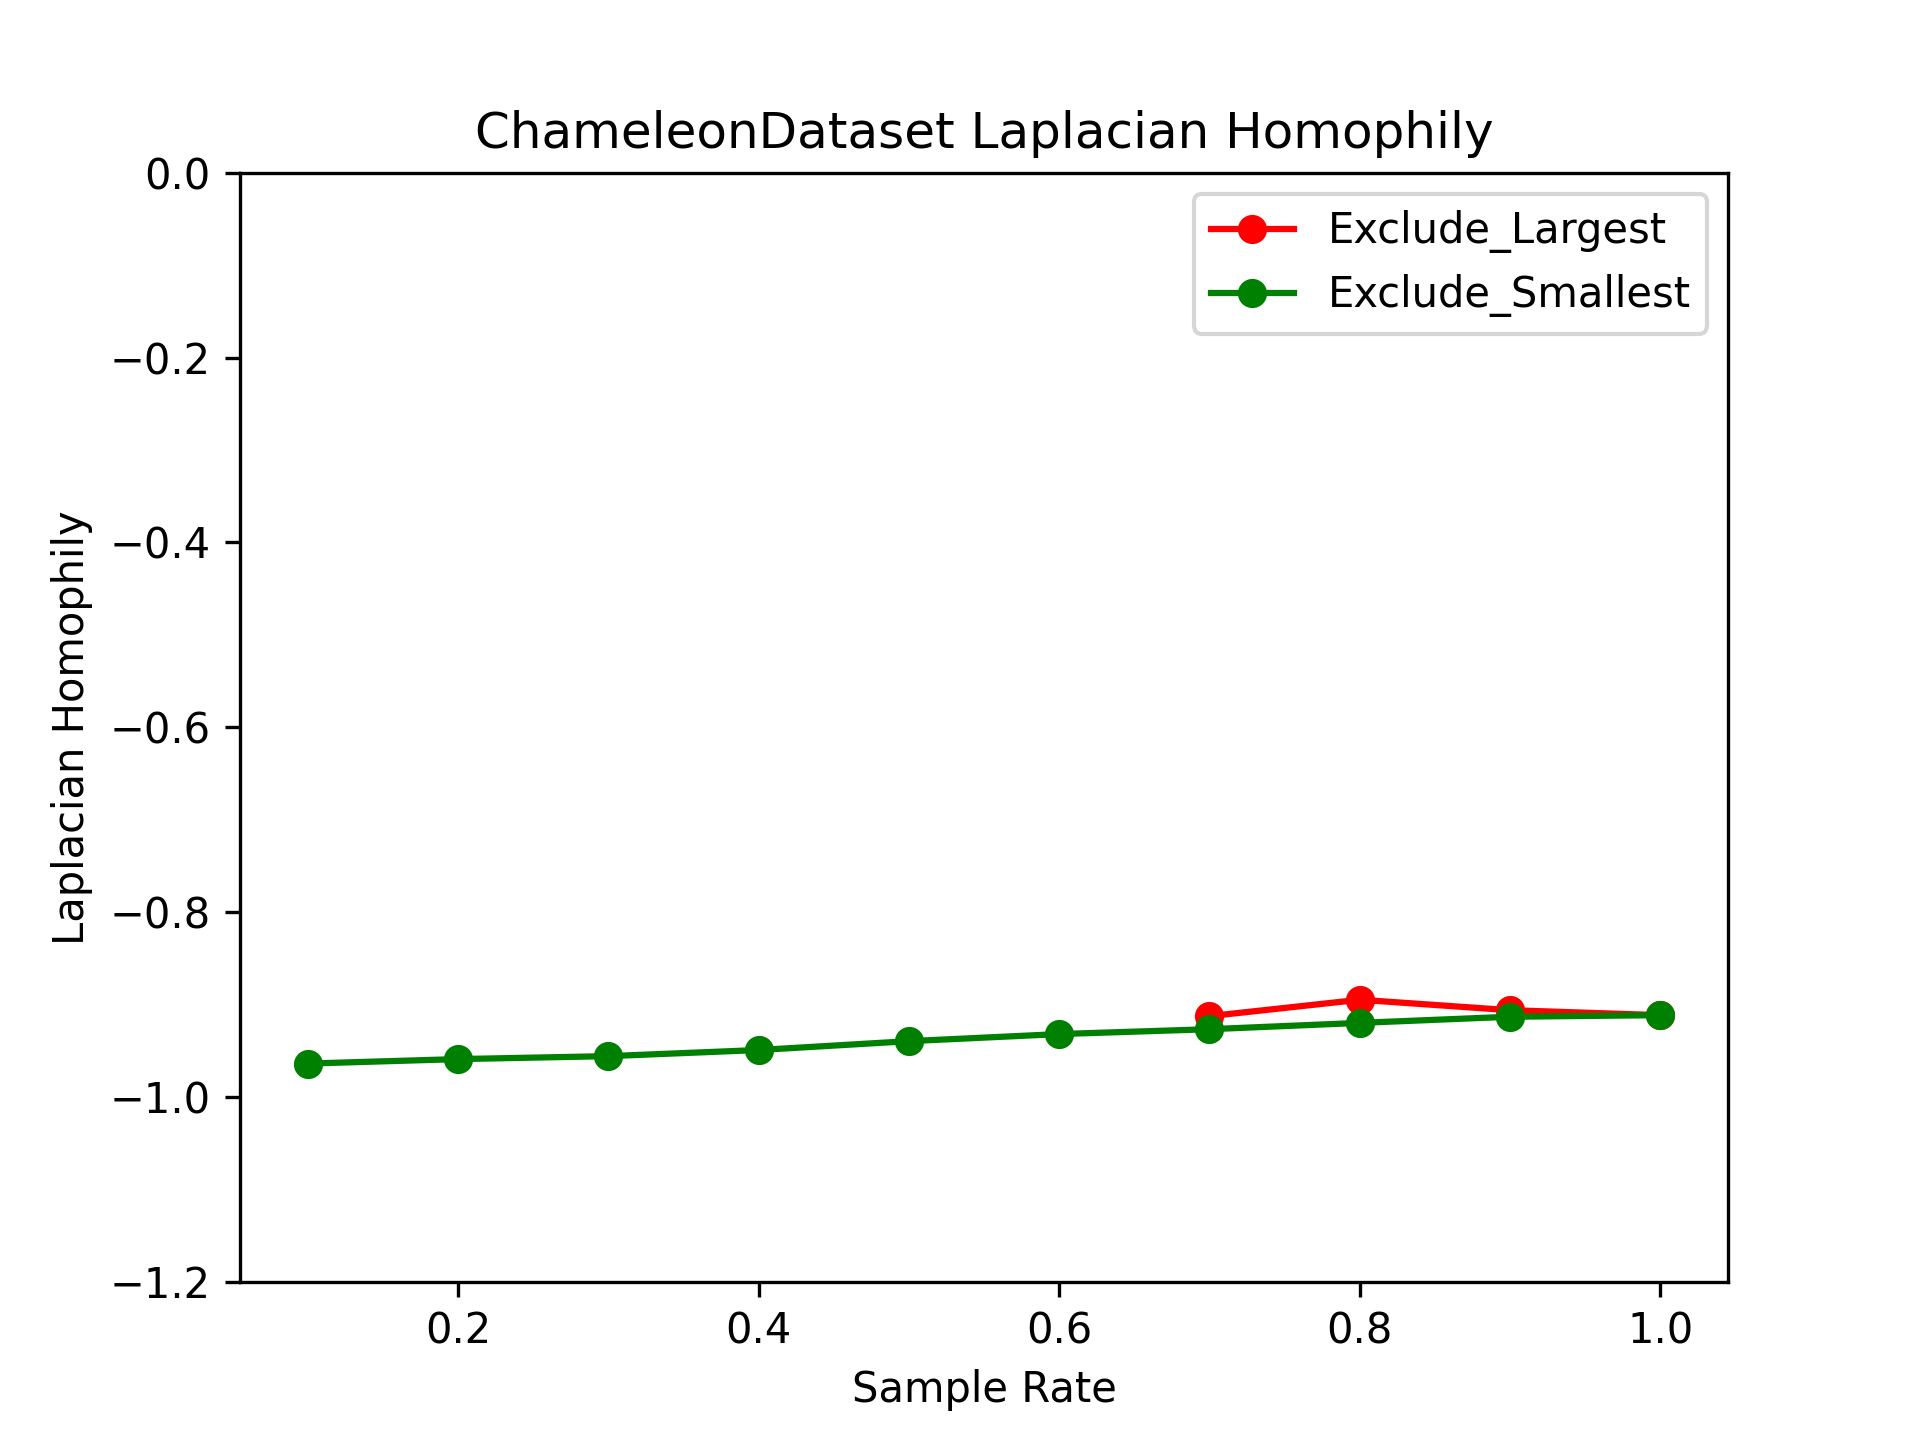 ChameleonDataset Laplacian Homophily
Exclude_Largest
Exclude_Smallest
Laplacian Homophily
0.0
−0.2
−0.4
−0.6
−0.8
−1.0
−1.2
0.2
0.4
0.6
0.8
1.0
Sample Rate